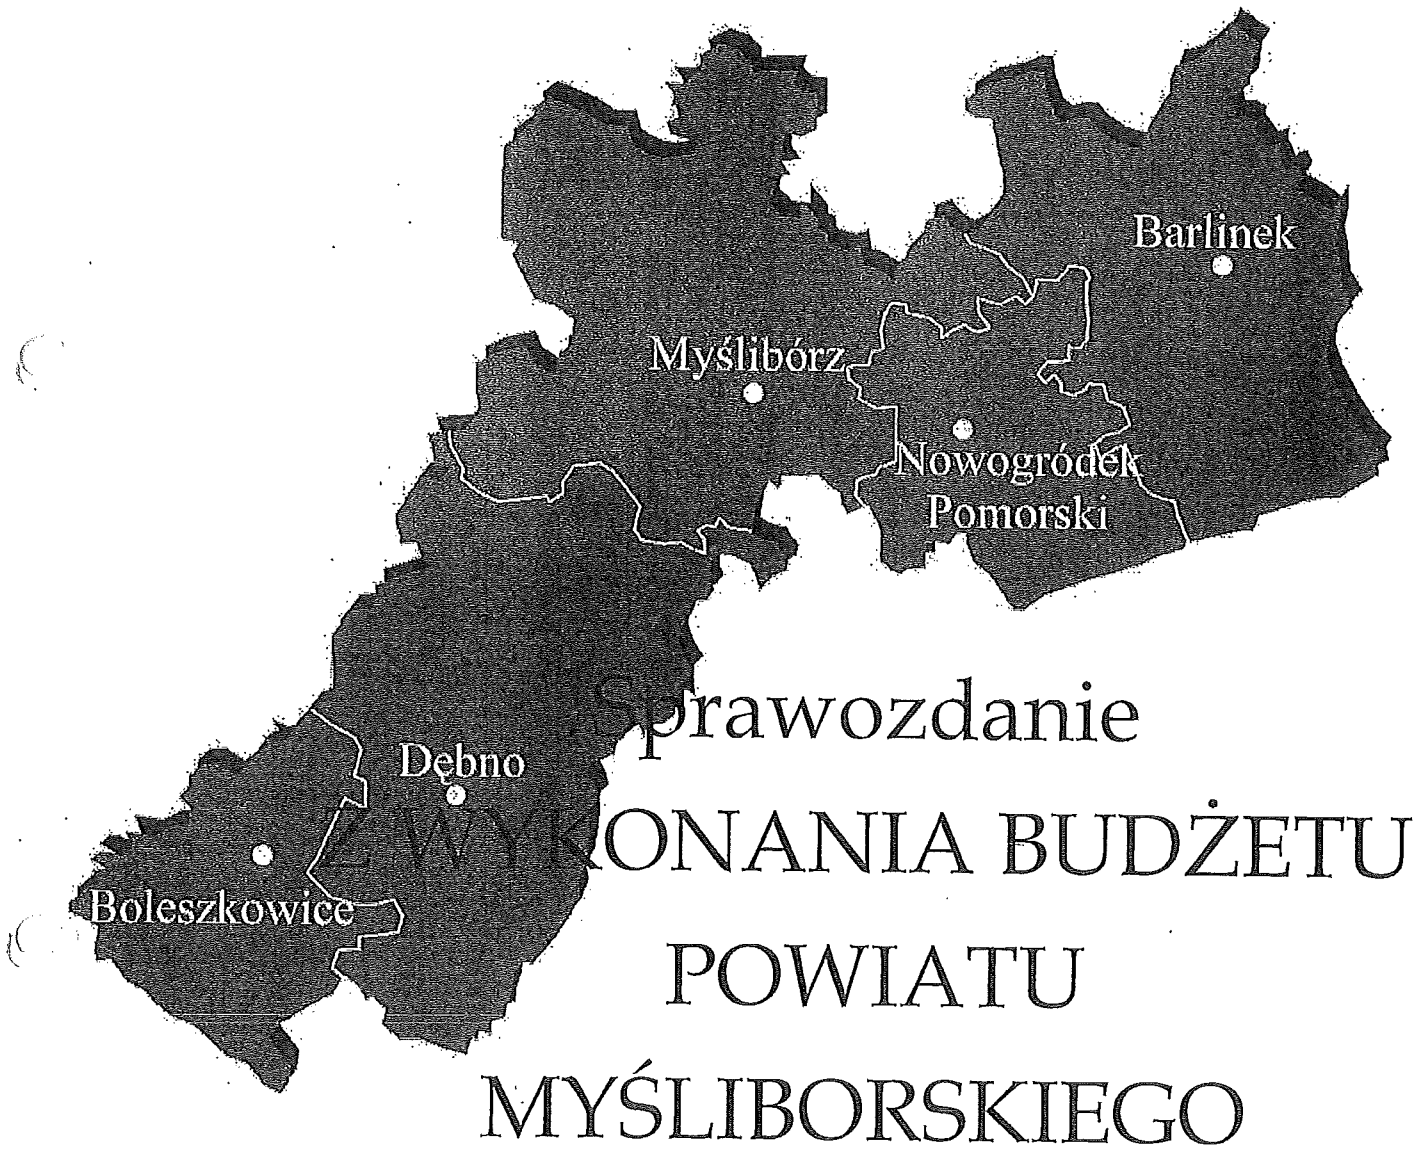 Barlinek
Myślibórz
Nowogródek
Pomorski
Sprawozdanie
Dębno
Z WYKONANIA BUDŻETU
Boleszkowice
POWIATU
MYŚLIBORSKIEGO